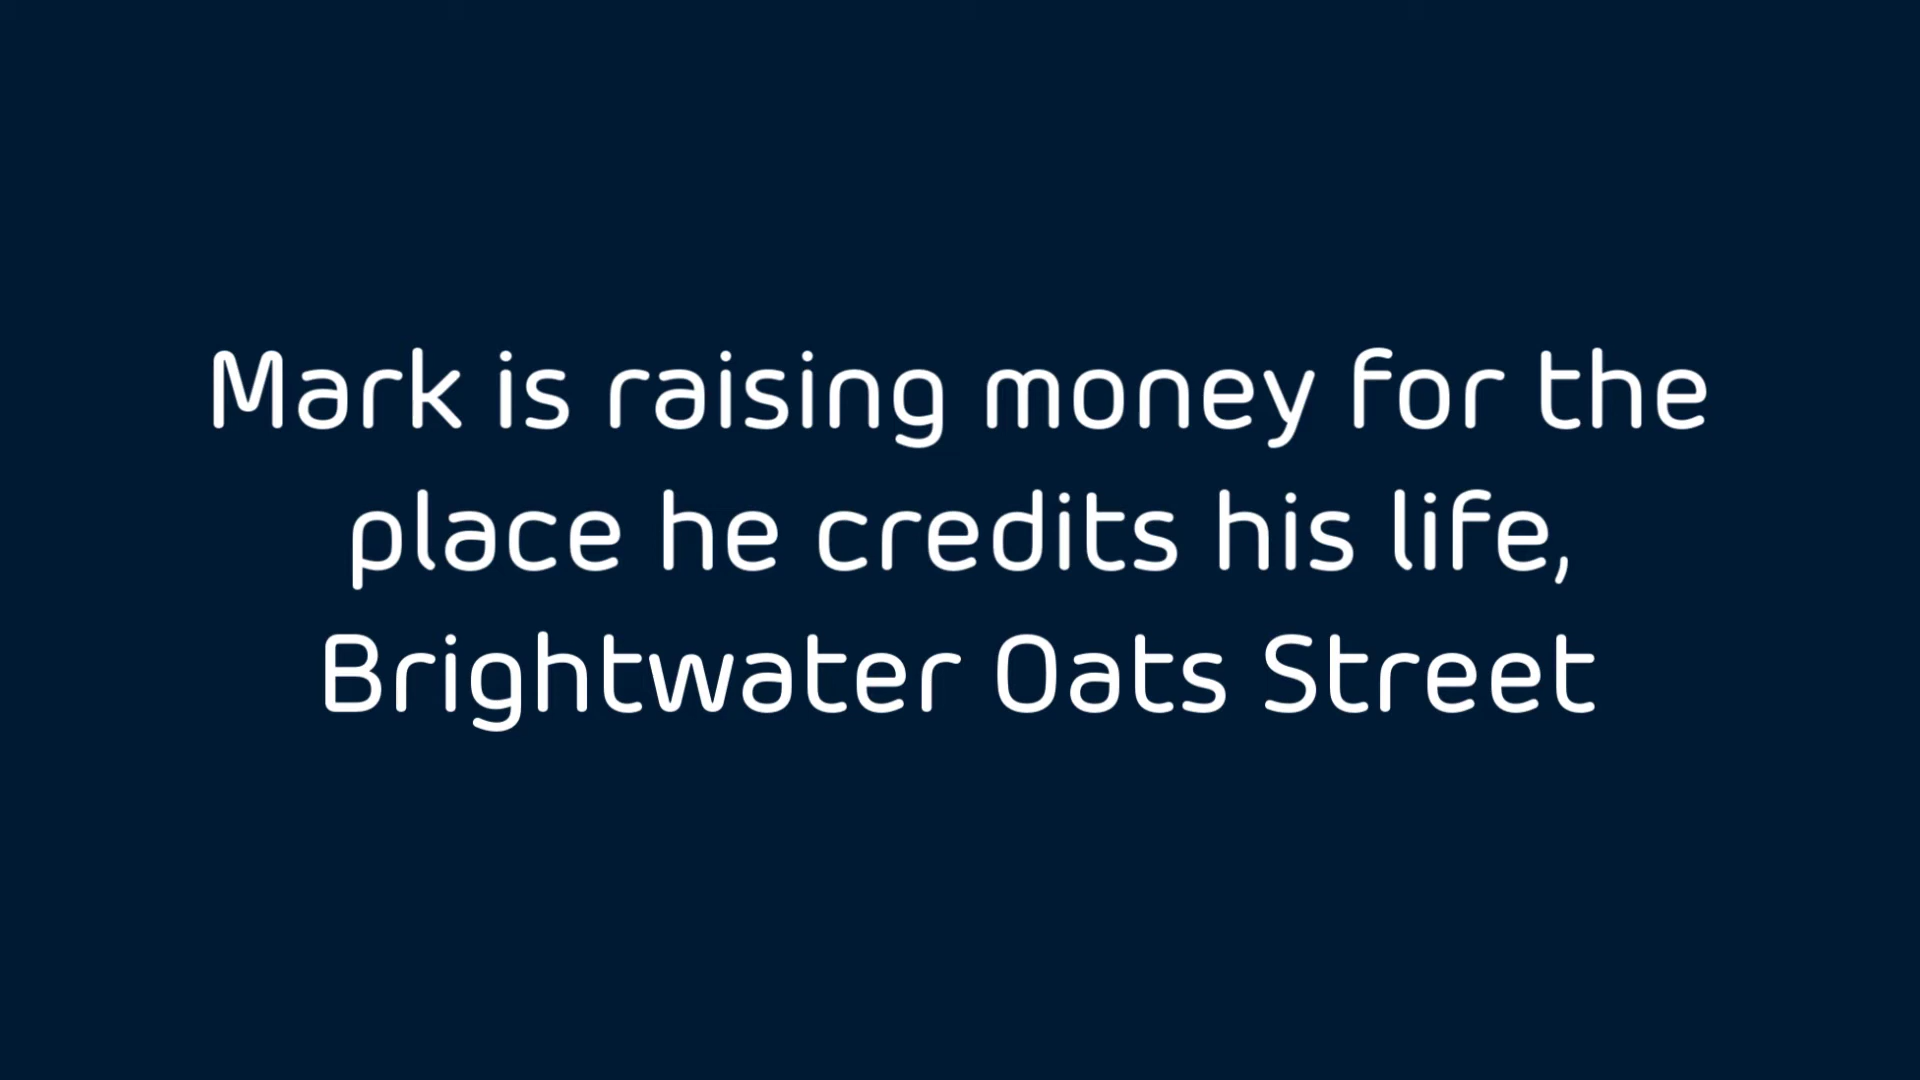 Mark is raising money for the
place he credits his life,
Brightwater Oats Street